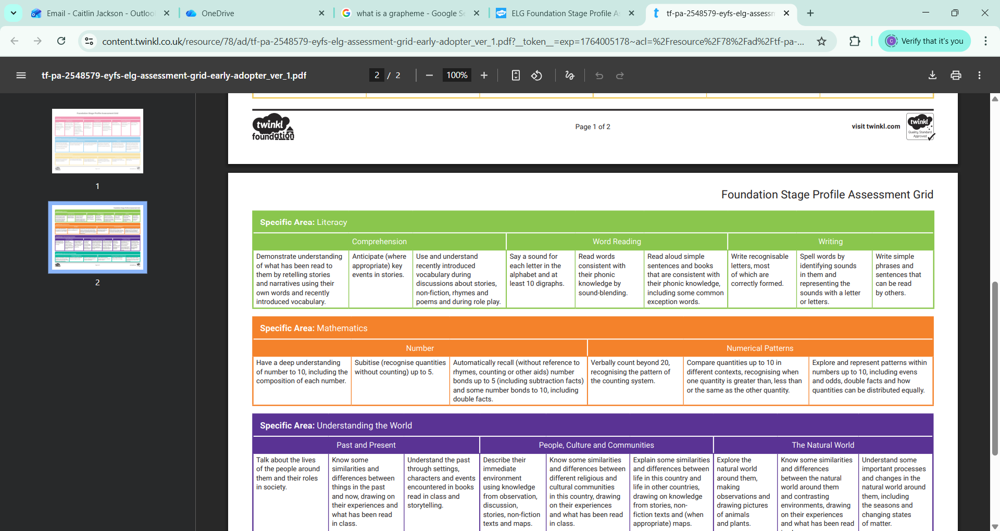 Email - Caitlin Jackson - Outloo
OneDrive
what is a grapheme - Google Se
ELG Foundation Stage Profile As
tf-pa-2548579-eyfs-elg-assessm
content.twinkl.co.uk/resource/78/ad/tf-pa-2548579-eyfs-elg-assessment-grid-early-adopter_ver_1.pdf?__token__=exp=1764005178~acl=%2Fresource%2F78%2Fad%2Ftf-pa-...
C
Verify that it's you
tf-pa-2548579-eyfs-elg-assessment-grid-early-adopter_ver_1.pdf
2 / 2
100%
1
2
twinkl
foundation
Page 1 of 2
visit twinkl.com
twinkl
Quality Standard
Approved
Foundation Stage Profile Assessment Grid
Specific Area: Literacy
Comprehension
Word Reading
Writing
Demonstrate understanding
of what has been read to
them by retelling stories
and narratives using their
own words and recently
introduced vocabulary.
Anticipate (where
appropriate) key
events in stories.
Use and understand
recently introduced
vocabulary during
discussions about stories,
non-fiction, rhymes and
poems and during role play.
Say a sound for
each letter in the
alphabet and at
least 10 digraphs.
Read words
consistent with
their phonic
knowledge by
sound-blending.
Read aloud simple
sentences and books
that are consistent with
their phonic knowledge,
including some common
exception words.
Write recognisable
letters, most
of which are
correctly formed.
Spell words by
identifying sounds
in them and
representing the
sounds with a letter
or letters.
Write simple
phrases and
sentences that
can be read
by others.
Specific Area: Mathematics
Number
Numerical Patterns
Have a deep understanding
of number to 10, including the
composition of each number.
Subitise (recognise quantities
without counting) up to 5.
Automatically recall (without reference to
rhymes, counting or other aids) number
bonds up to 5 (including subtraction facts)
and some number bonds to 10, including
double facts.
Verbally count beyond 20,
recognising the pattern of
the counting system.
Compare quantities up to 10 in
different contexts, recognising when
one quantity is greater than, less than
or the same as the other quantity.
Explore and represent patterns within
numbers up to 10, including evens
and odds, double facts and how
quantities can be distributed equally.
Specific Area: Understanding the World
Past and Present
People, Culture and Communities
The Natural World
Talk about the lives
of the people around
them and their roles
in society.
Know some
similarities and
differences between
things in the past
and now, drawing on
their experiences and
what has been read
in class.
Understand the past
through settings,
characters and events
encountered in books
read in class and
storytelling.
Describe their
immediate
environment
using knowledge
from observation,
discussion,
stories, non-fiction
texts and maps.
Know some similarities
and differences between
different religious and
cultural communities
in this country, drawing
on their experiences
and what has been read
in class.
Explain some similarities
and differences between
life in this country and
life in other countries,
drawing on knowledge
from stories, non-
fiction texts and (when
appropriate) maps.
Explore the
natural world
around them,
making
observations and
drawing pictures
of animals
and plants.
Know some similarities
and differences
between the natural
world around them
and contrasting
environments, drawing
on their experiences
and what has been read
Understand some
important processes
and changes in the
natural world around
them, including
the seasons and
changing states
of matter.